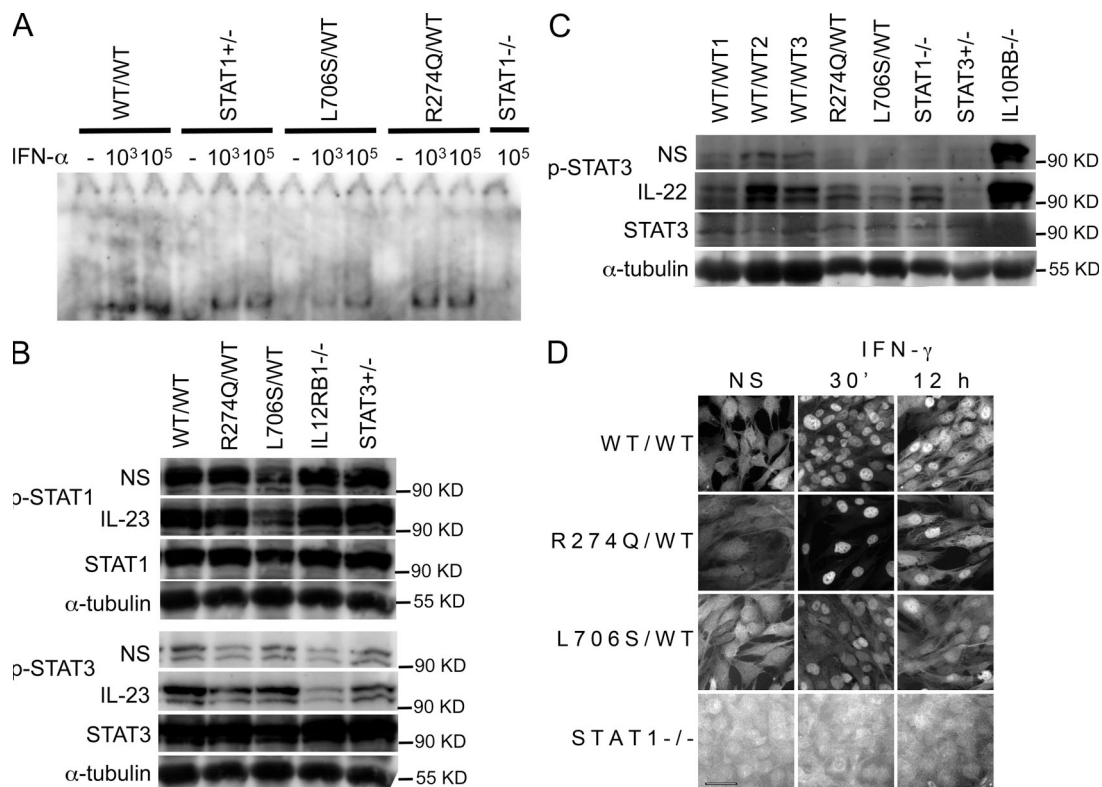 A
WT/WT
STAT1+/-
L706S/WT
R274Q/WT
STAT1-/-
IFN-α - 10³ 10⁵ - 10³ 10⁵ - 10³ 10⁵ - 10³ 10⁵ 10⁵
B
WT/WT
R274Q/WT
L706S/WT
IL12RB1-/-
STAT3+/-
p-STAT1
NS
90 KD
IL-23
90 KD
STAT1
90 KD
α-tubulin
55 KD
p-STAT3
NS
90 KD
IL-23
90 KD
STAT3
90 KD
α-tubulin
55 KD
C
WT/WT1
WT/WT2
WT/WT3
R274Q/WT
L706S/WT
STAT1-/-
STAT3+/-
IL10RB-/-
p-STAT3
NS
90 KD
IL-22
90 KD
STAT3
90 KD
α-tubulin
55 KD
D
IFN-γ
NS 30' 12 h
WT/WT
R274Q/WT
L706S/WT
STAT1-/-